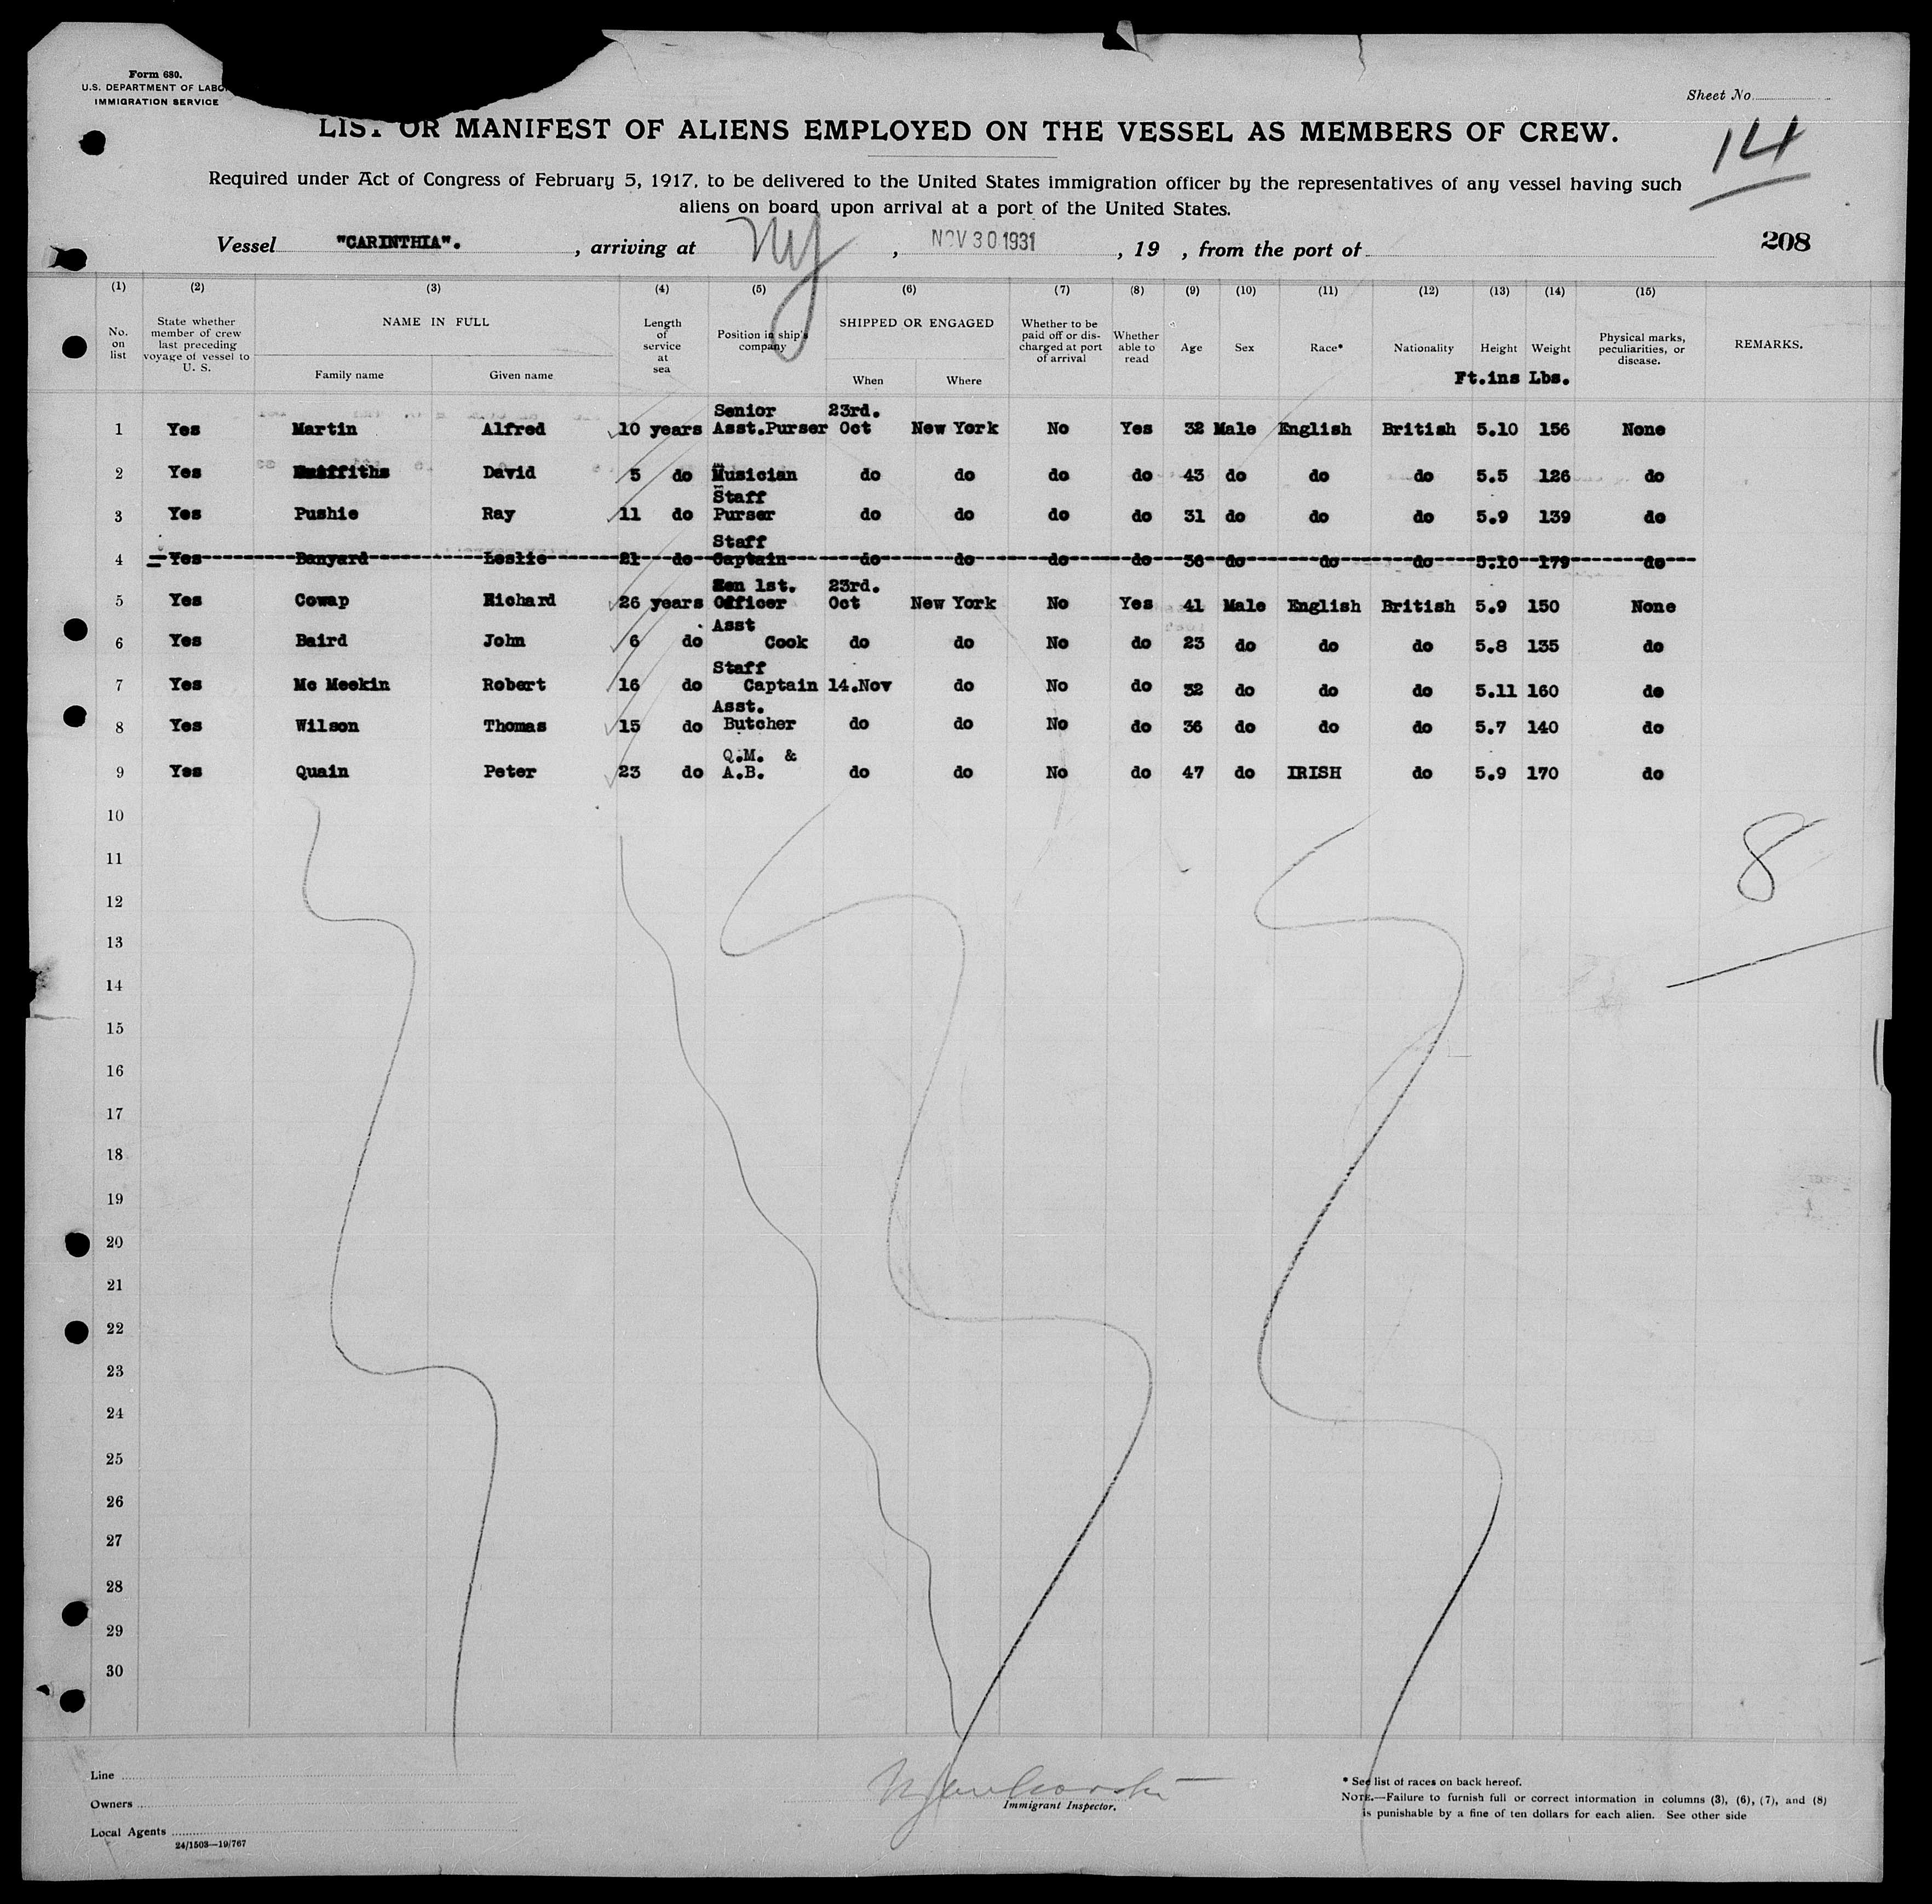 Form 680.
U.S. DEPARTMENT OF LABO
IMMIGRATION SERVICE
Sheet No.
LIST OR MANIFEST OF ALIENS EMPLOYED ON THE VESSEL AS MEMBERS OF CREW.
14
Required under Act of Congress of February 5, 1917, to be delivered to the United States immigration officer by the representatives of any vessel having such
aliens on board upon arrival at a port of the United States.
Vessel "CARINTHIA". , arriving at NY , NOV 30 1931 , 19 , from the port of
208
(1) (2) (3) (4) (5) (6) (7) (8) (9) (10) (11) (12) (13) (14) (15)
No. on list
State whether member of crew last preceding voyage of vessel to U. S.
NAME IN FULL
Family name Given name
Length of service at sea
Position in ship's company
SHIPPED OR ENGAGED
When Where
Whether to be paid off or discharged at port of arrival
Whether able to read
Age Sex Race* Nationality Height Weight
Physical marks, peculiarities, or disease.
REMARKS.
Ft.ins Lbs.
Senior 23rd.
1 Yes Martin Alfred 10 years Asst.Purser Oct New York No Yes 32 Male English British 5.10 156 None
2 Yes Griffiths David 5 do Musician do do do do 43 do do do 5.5 126 do
Staff
3 Yes Pushie Ray 11 do Purser do do do do 31 do do do 5.9 139 do
Staff
4 Yes Banyard Leslie 21 do Captain do do do do 36 do do do 5.10 179 do
Sen 1st. 23rd.
5 Yes Cowap Richard 26 years Officer Oct New York No Yes 41 Male English British 5.9 150 None
Asst
6 Yes Baird John 6 do Cook do do No do 23 do do do 5.8 135 do
Staff
7 Yes Mc Meekin Robert 16 do Captain 14.Nov do No do 32 do do do 5.11 160 do
Asst.
8 Yes Wilson Thomas 15 do Butcher do do No do 36 do do do 5.7 140 do
Q.M. &
9 Yes Quain Peter 23 do A.B. do do No do 47 do IRISH do 5.9 170 do
10
8
11
12
13
14
15
16
17
18
19
20
21
22
23
24
25
26
27
28
29
30
Line
Owners
Local Agents
24/1503—19/767
Immigrant Inspector.
* See list of races on back hereof.
NOTE.—Failure to furnish full or correct information in columns (3), (6), (7), and (8)
is punishable by a fine of ten dollars for each alien. See other side